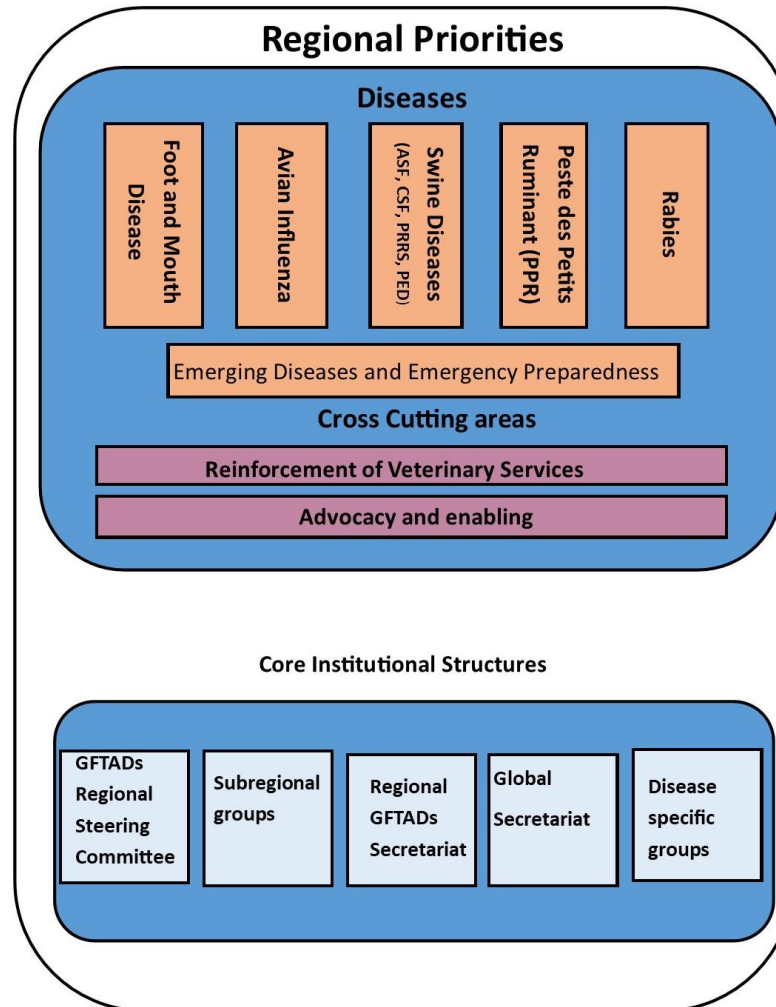 Regional Priorities
Diseases
Foot and Mouth
Disease
Avian Influenza
Swine Diseases
(ASF, CSF, PRRS, PED)
Peste des Petits
Ruminant (PPR)
Rabies
Emerging Diseases and Emergency Preparedness
Cross Cutting areas
Reinforcement of Veterinary Services
Advocacy and enabling
Core Institutional Structures
GFTADs
Regional
Steering
Committee
Subregional
groups
Regional
GFTADs
Secretariat
Global
Secretariat
Disease
specific
groups